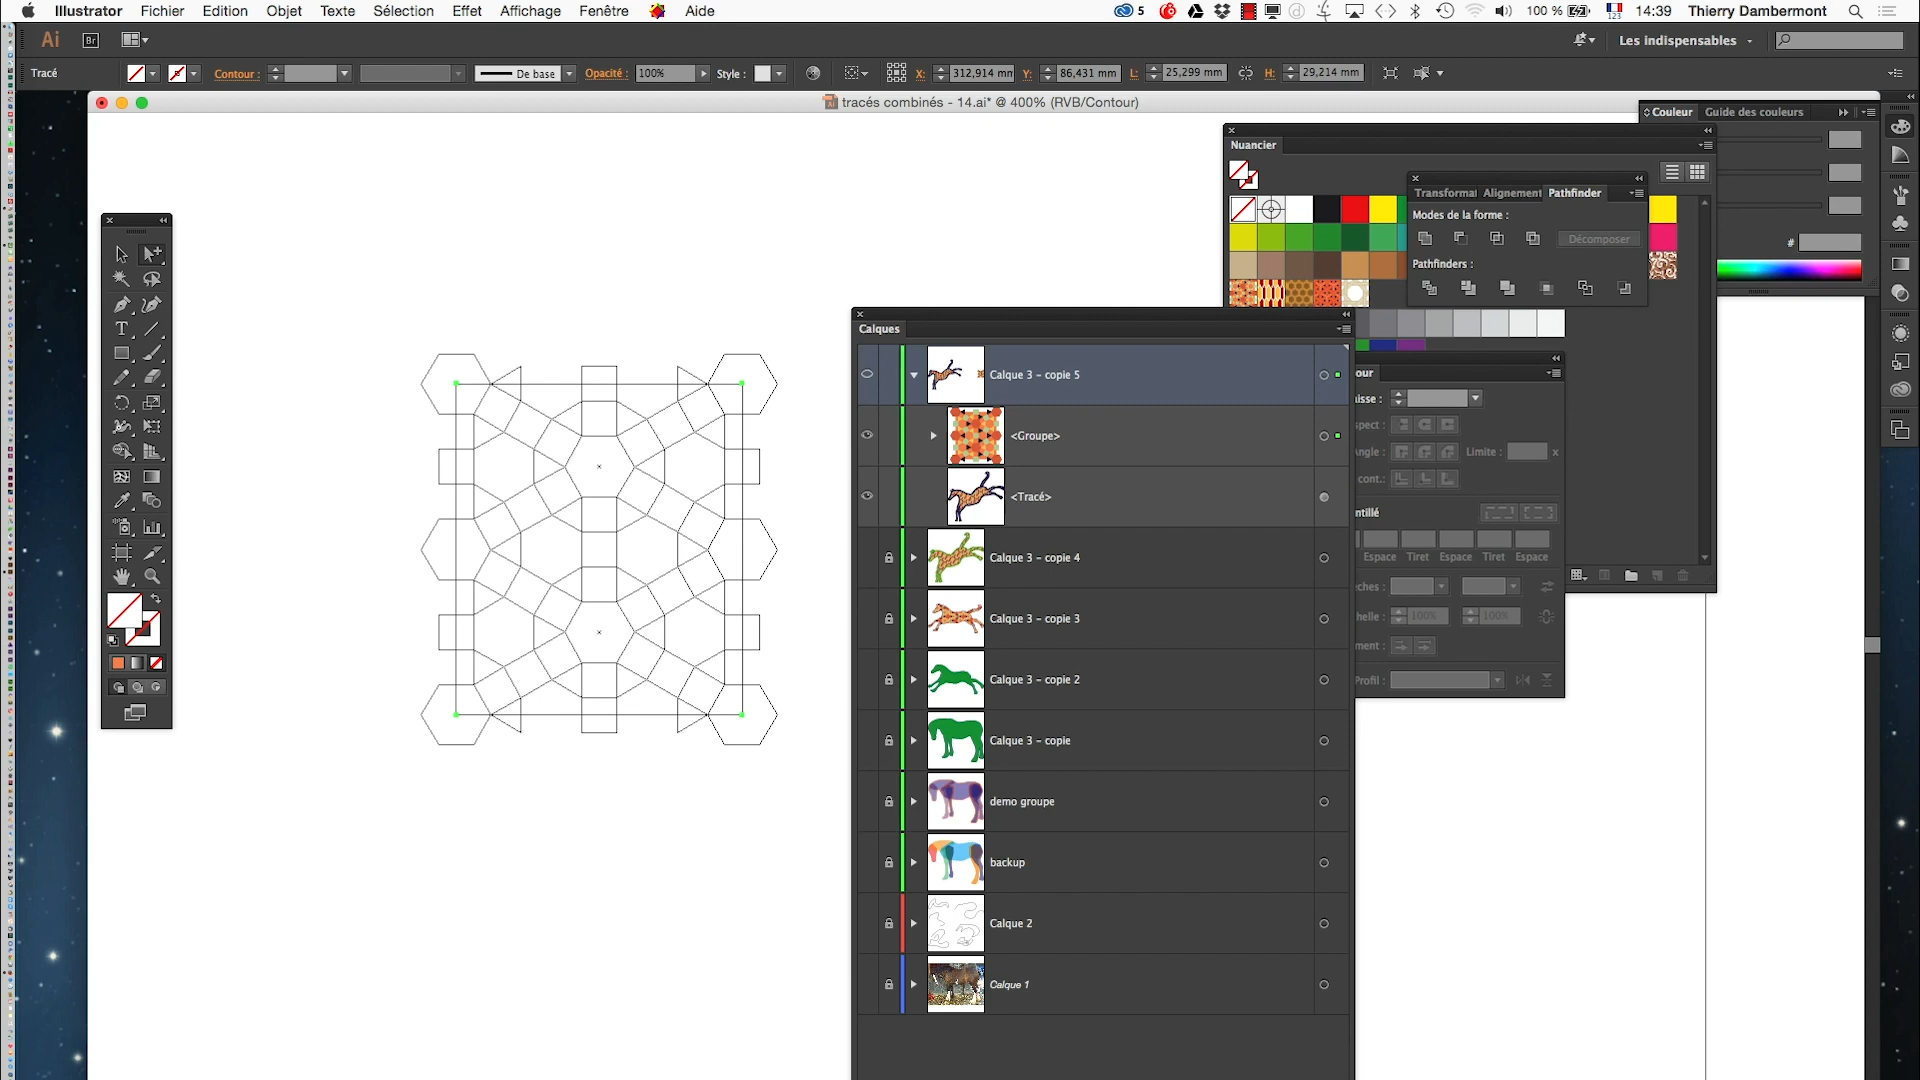 Illustrator Fichier Edition Objet Texte Sélection Effet Affichage Fenêtre Aide 5 100 % 14:39 Thierry Dambermont
Ai Br Les indispensables
Tracé Contour : De base Opacité : 100% Style : X: 312,914 mm Y: 86,431 mm L: 25,299 mm H: 29,214 mm
tracés combinés - 14.ai* @ 400% (RVB/Contour)
Couleur Guide des couleurs
Nuancier
Transforma Alignement Pathfinder
Modes de la forme :
Décomposer
#
Pathfinders :
Calques
Calque 3 - copie 5
<Groupe>
<Tracé>
Calque 3 - copie 4
Calque 3 - copie 3
Calque 3 - copie 2
Calque 3 - copie
demo groupe
backup
Calque 2
Calque 1
our
isse :
spect :
Angle : Limite : x
cont.:
ntillé
Espace Tiret Espace Tiret Espace
èches :
helle : 100% 100%
ment :
Profil :